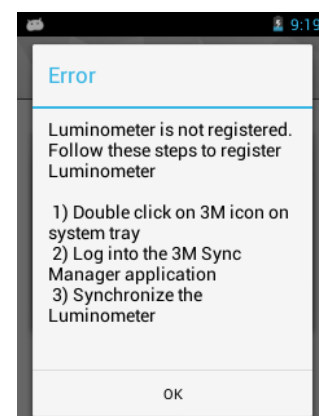 9:19
Error
Luminometer is not registered.
Follow these steps to register
Luminometer
1) Double click on 3M icon on
system tray
2) Log into the 3M Sync
Manager application
3) Synchronize the
Luminometer
OK